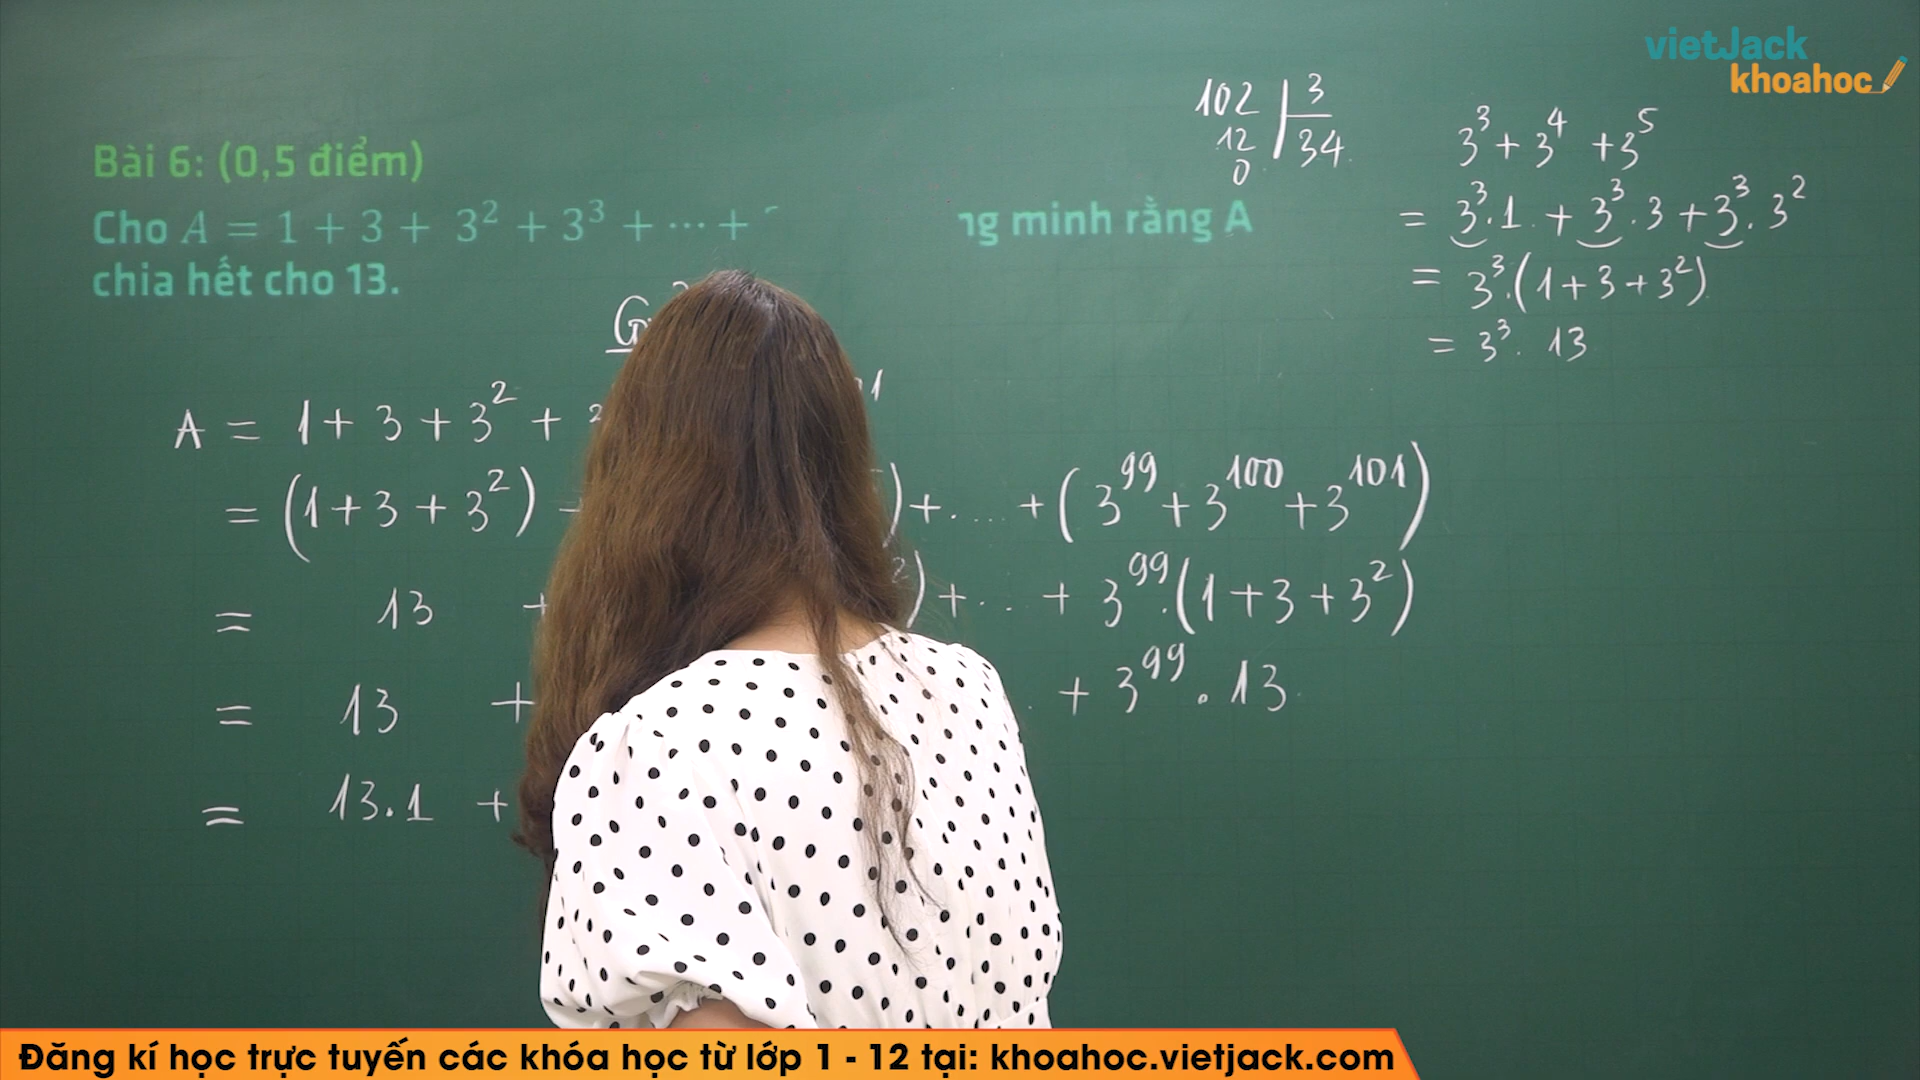 vietJack
khoahoc
Bài 6: (0,5 điểm)
Cho A = 1 + 3 + 3² + 3³ + ⋯ + ng minh rằng A
chia hết cho 13.
102 3
12 34
0
3³ + 3⁴ + 3⁵
= 3³.1 + 3³.3 + 3³.3²
= 3³.(1+3+3²)
= 3³. 13
A = 1 + 3 + 3² +
= (1+3+3²) ) + .... + (3⁹⁹ + 3¹⁰⁰ + 3¹⁰¹)
= 13 + ²) + ... + 3⁹⁹.(1+3+3²)
= 13 + + 3⁹⁹ . 13
= 13.1 +
Đăng kí học trực tuyến các khóa học từ lớp 1 - 12 tại: khoahoc.vietjack.com